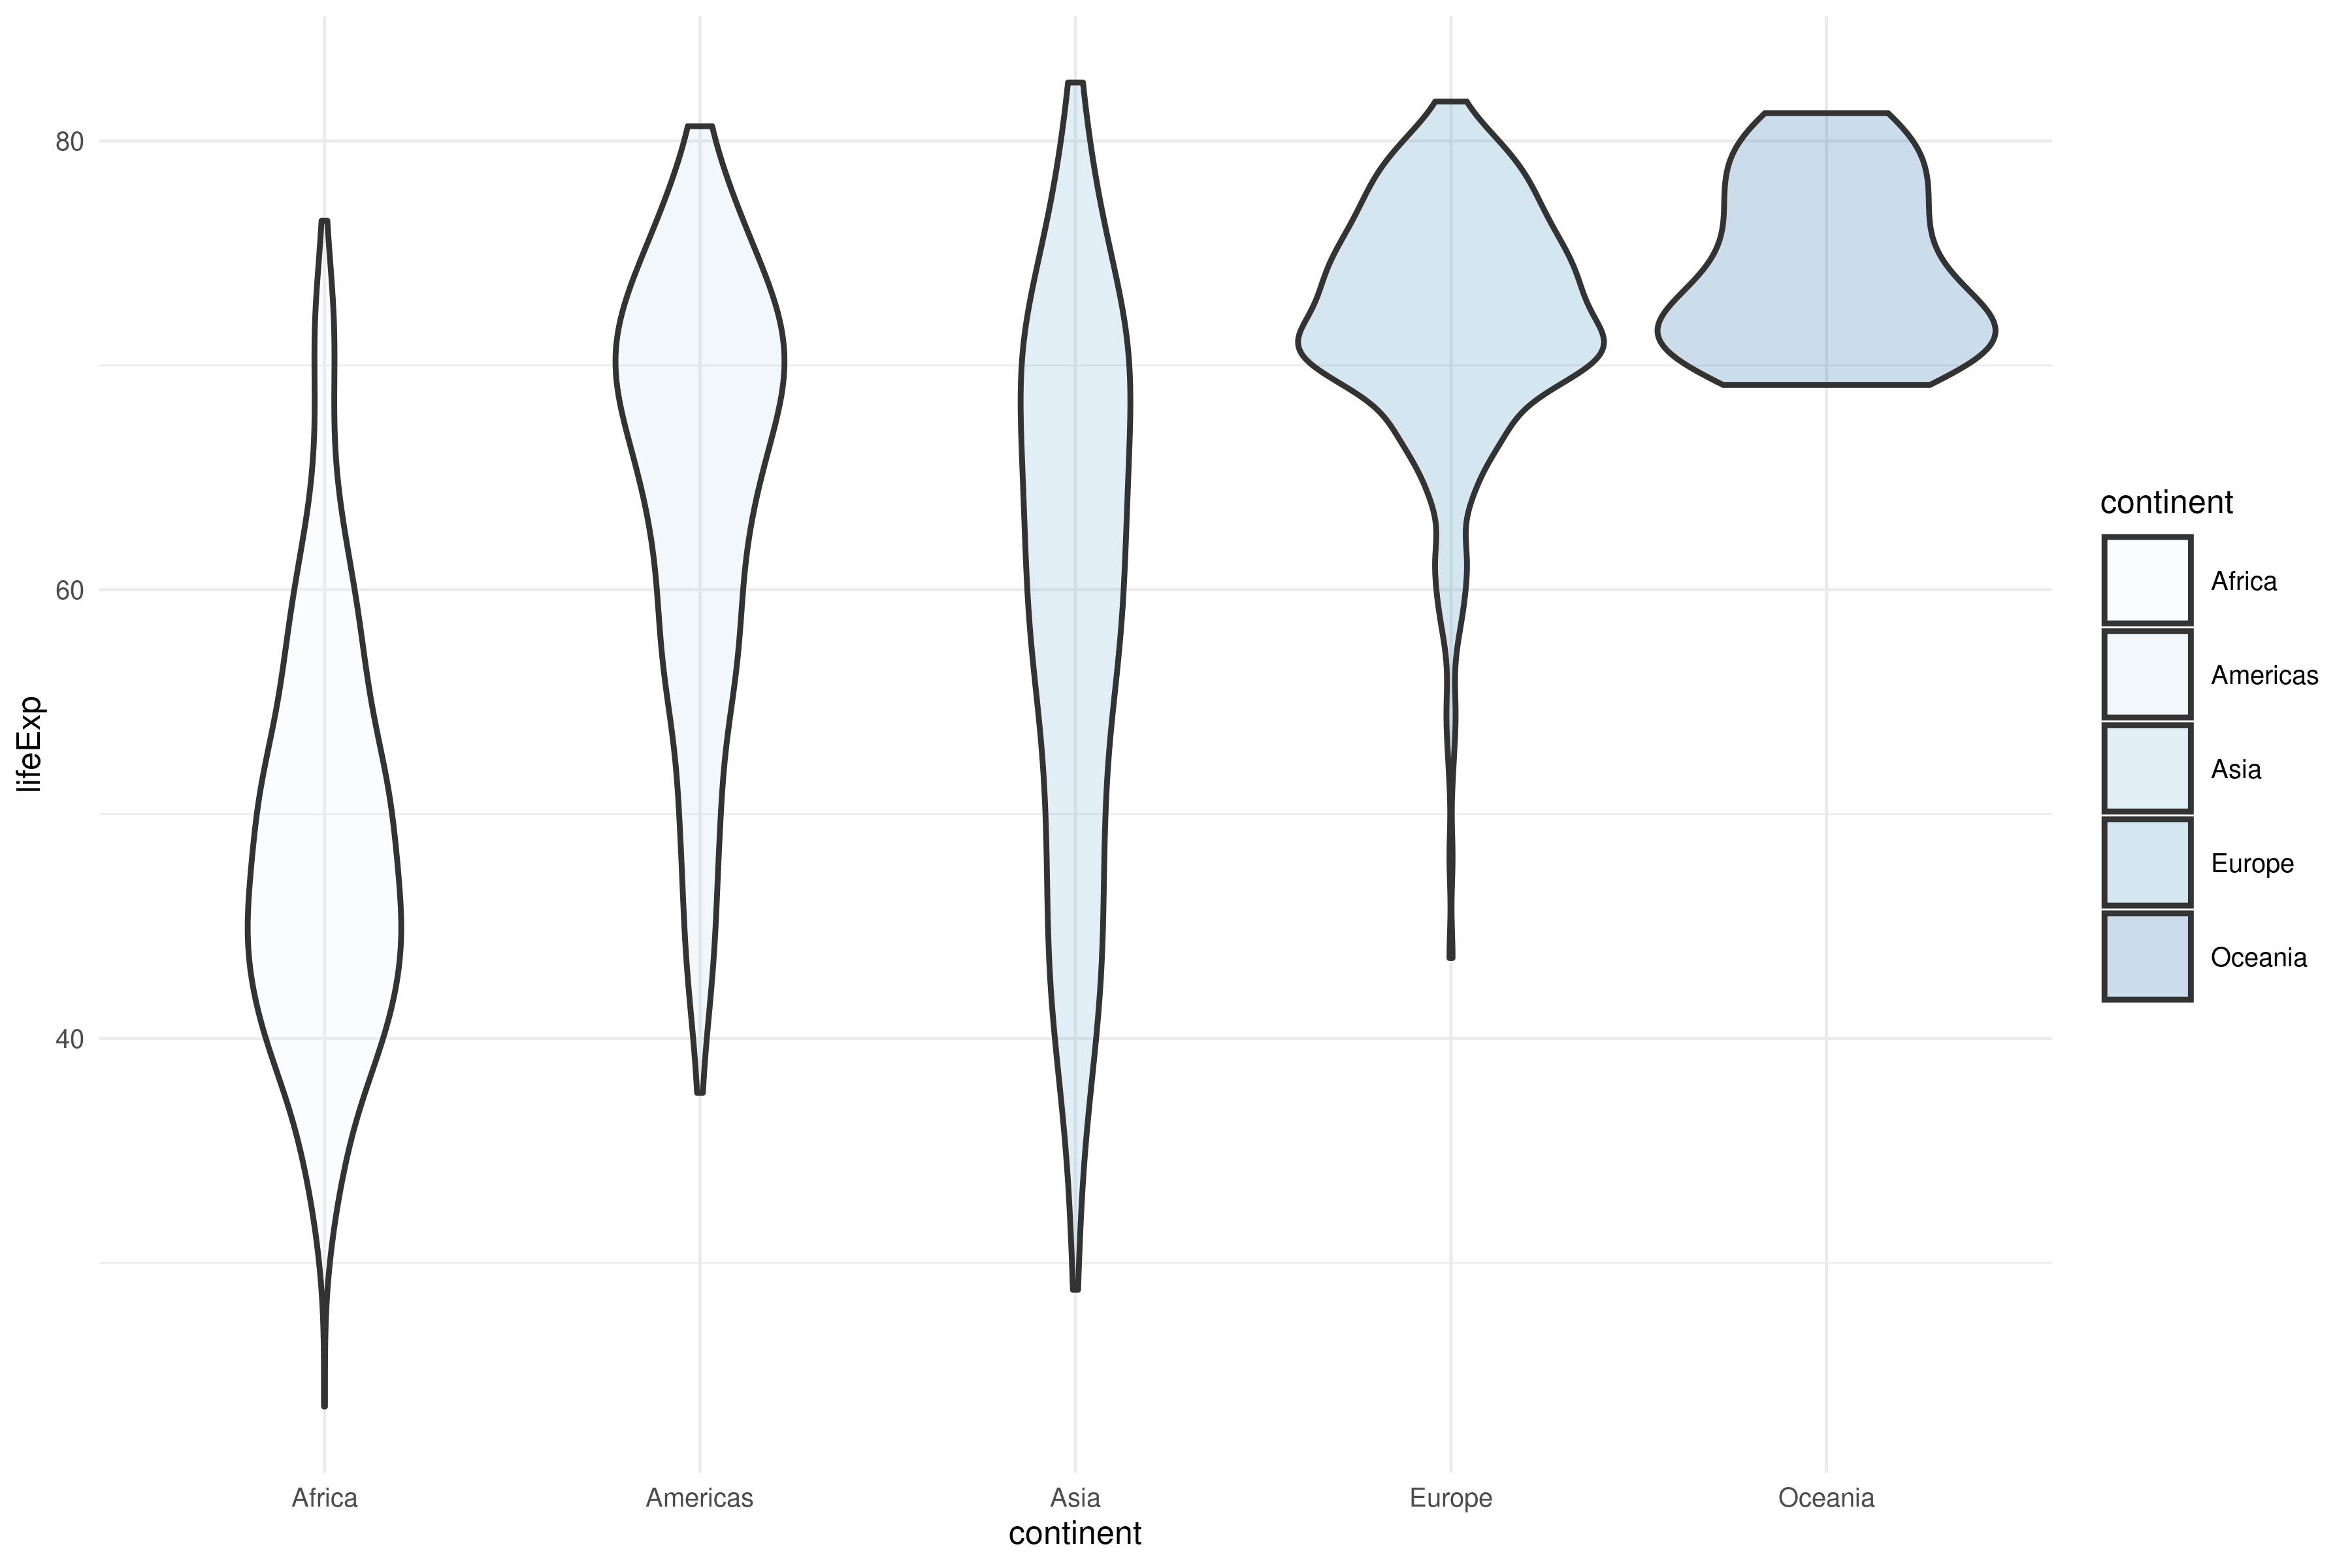 80
60
40
lifeExp
Africa
Americas
Asia
Europe
Oceania
continent
continent
Africa
Americas
Asia
Europe
Oceania